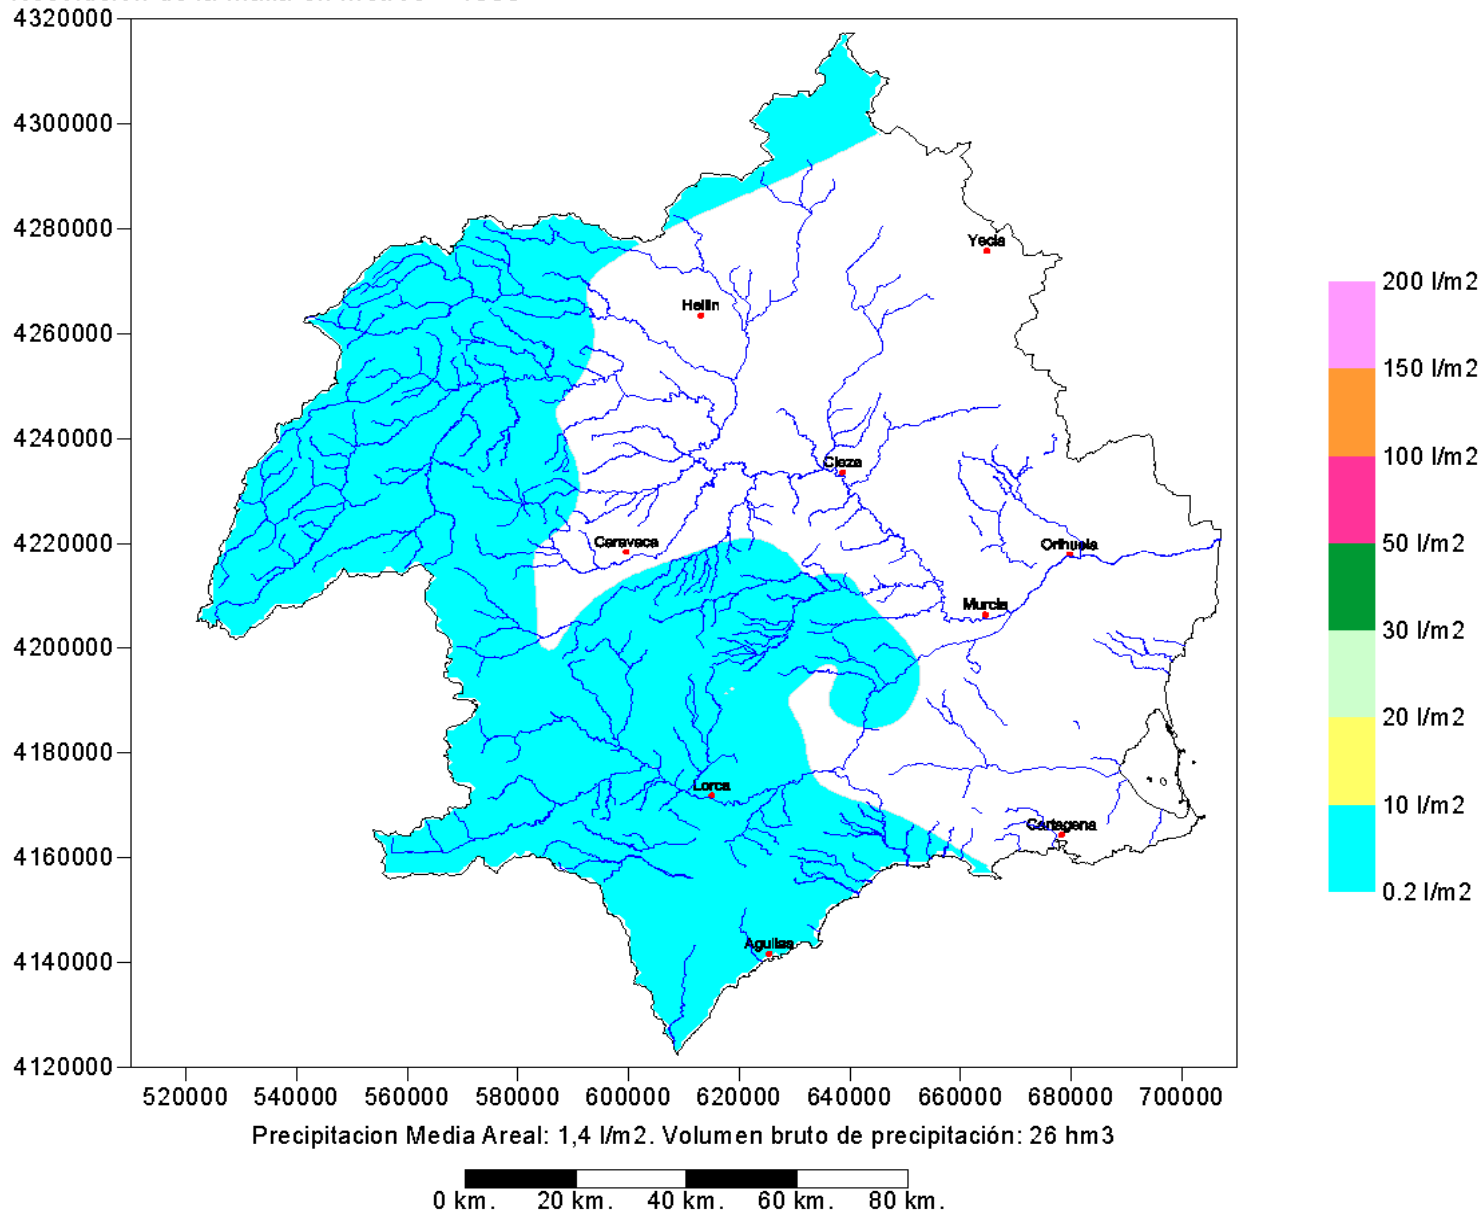 4320000
4300000
4280000
4260000
4240000
4220000
4200000
4180000
4160000
4140000
4120000
520000 540000 560000 580000 600000 620000 640000 660000 680000 700000
Yecla
Hellin
Cieza
Caravaca
Orihuela
Murcia
Lorca
Cartagena
Aguilas
200 l/m2
150 l/m2
100 l/m2
50 l/m2
30 l/m2
20 l/m2
10 l/m2
0.2 l/m2
Precipitacion Media Areal: 1,4 l/m2. Volumen bruto de precipitación: 26 hm3
0 km. 20 km. 40 km. 60 km. 80 km.